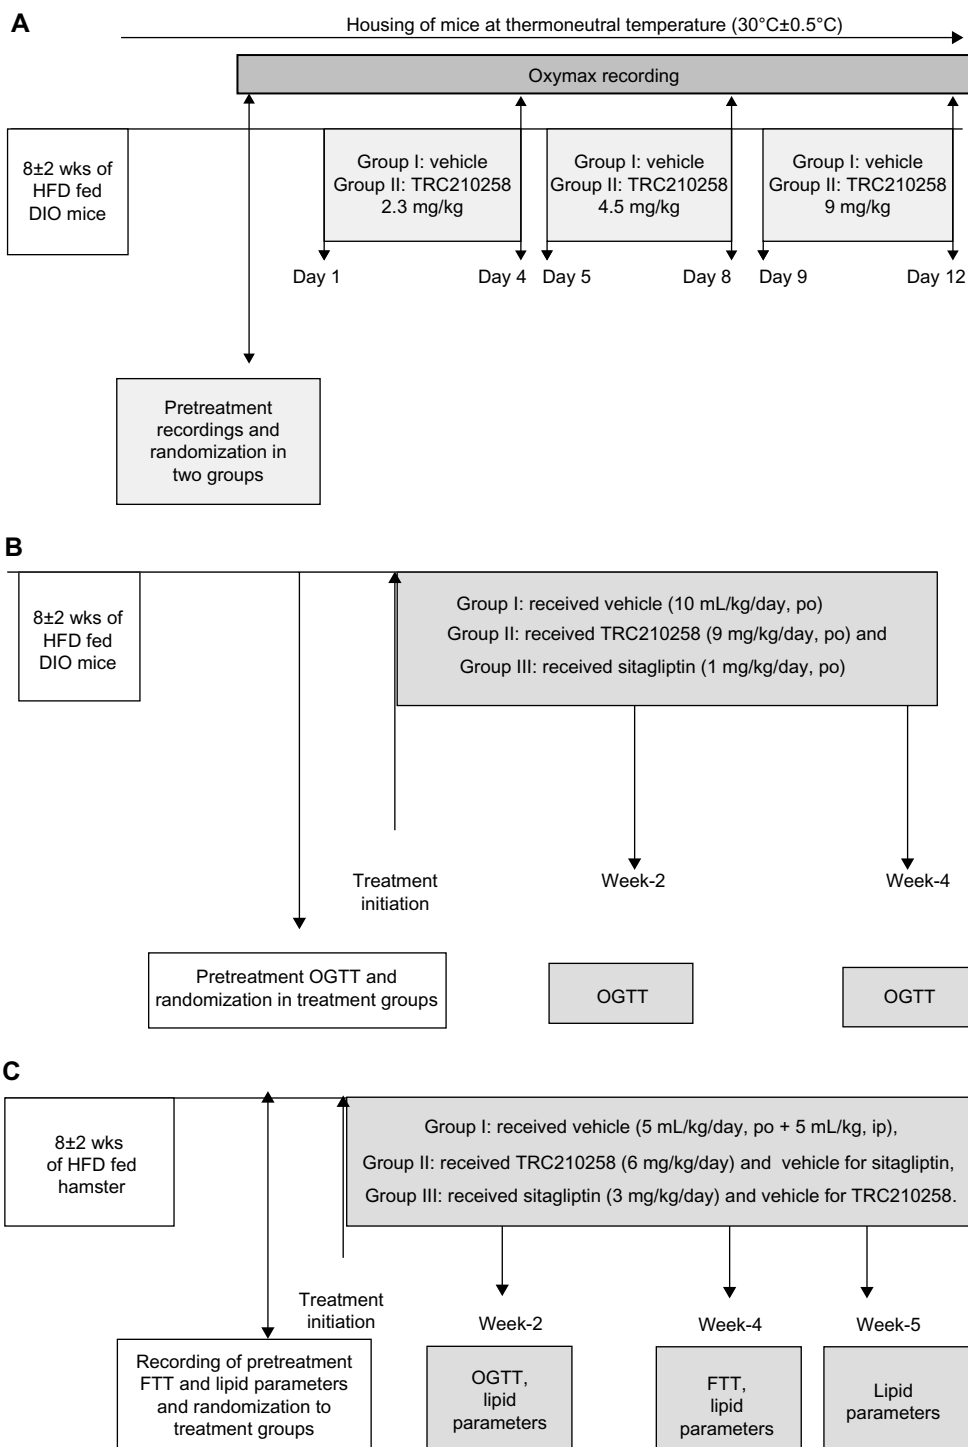 A
Housing of mice at thermoneutral temperature (30°C±0.5°C)
Oxymax recording
8±2 wks of
HFD fed
DIO mice
Group I: vehicle
Group II: TRC210258
2.3 mg/kg
Group I: vehicle
Group II: TRC210258
4.5 mg/kg
Group I: vehicle
Group II: TRC210258
9 mg/kg
Day 1
Day 4
Day 5
Day 8
Day 9
Day 12
Pretreatment
recordings and
randomization in
two groups
B
8±2 wks of
HFD fed
DIO mice
Group I: received vehicle (10 mL/kg/day, po)
Group II: received TRC210258 (9 mg/kg/day, po) and
Group III: received sitagliptin (1 mg/kg/day, po)
Treatment
initiation
Week-2
Week-4
Pretreatment OGTT and
randomization in treatment groups
OGTT
OGTT
C
8±2 wks
of HFD fed
hamster
Group I: received vehicle (5 mL/kg/day, po + 5 mL/kg, ip),
Group II: received TRC210258 (6 mg/kg/day) and vehicle for sitagliptin,
Group III: received sitagliptin (3 mg/kg/day) and vehicle for TRC210258.
Treatment
initiation
Week-2
Week-4
Week-5
Recording of pretreatment
FTT and lipid parameters
and randomization to
treatment groups
OGTT,
lipid
parameters
FTT,
lipid
parameters
Lipid
parameters